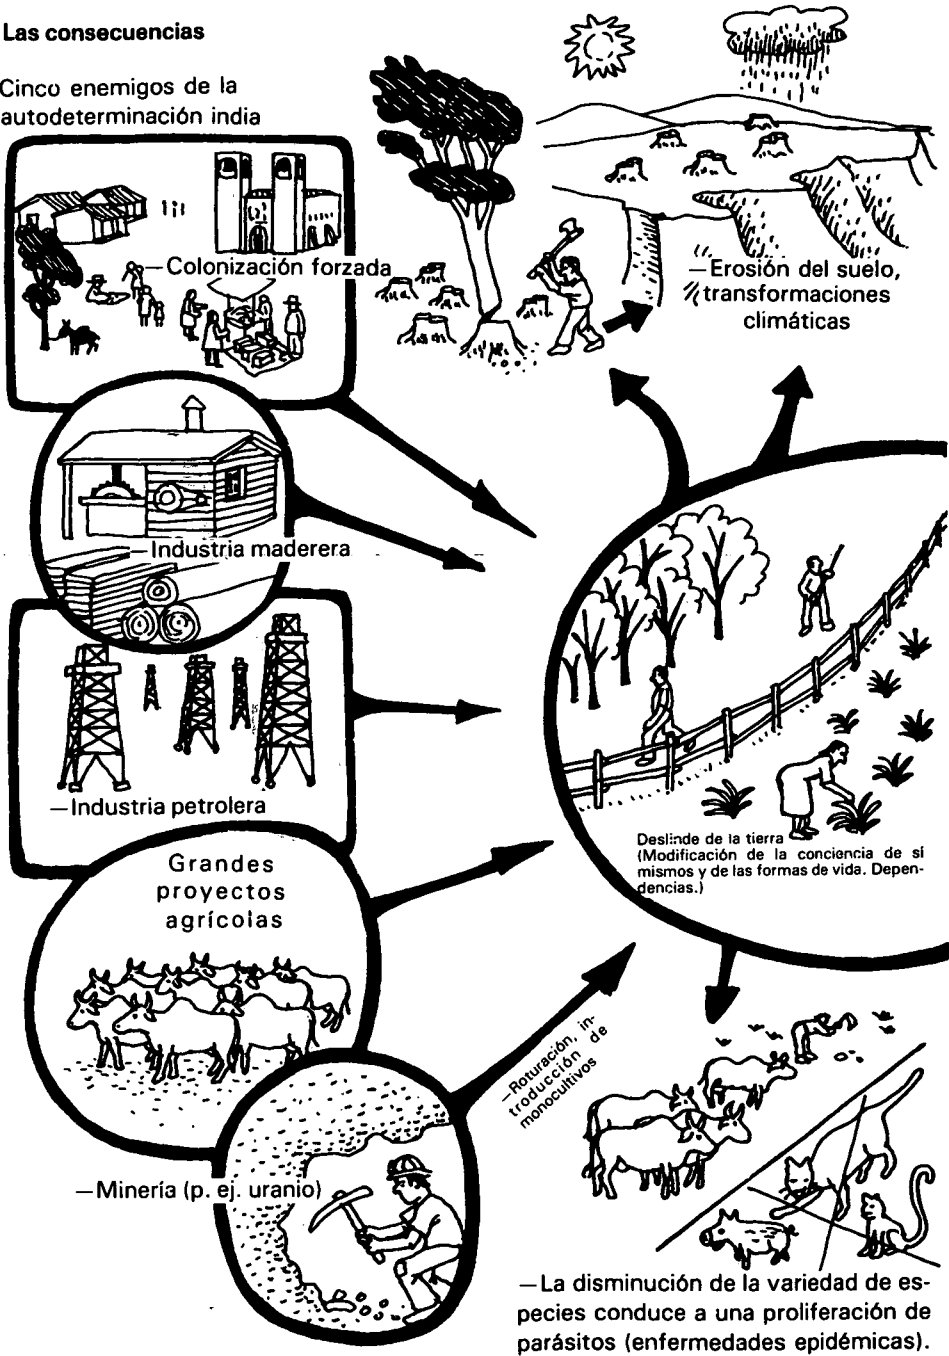 Las consecuencias
Cinco enemigos de la
autodeterminación india
—Colonización forzada
—Erosión del suelo,
transformaciones
climáticas
—Industria maderera
—Industria petrolera
Deslinde de la tierra
(Modificación de la conciencia de sí
mismos y de las formas de vida. Depen-
dencias.)
Grandes
proyectos
agrícolas
—Roturación, in-
troducción de
monocultivos
—Minería (p. ej. uranio)
—La disminución de la variedad de es-
pecies conduce a una proliferación de
parásitos (enfermedades epidémicas).